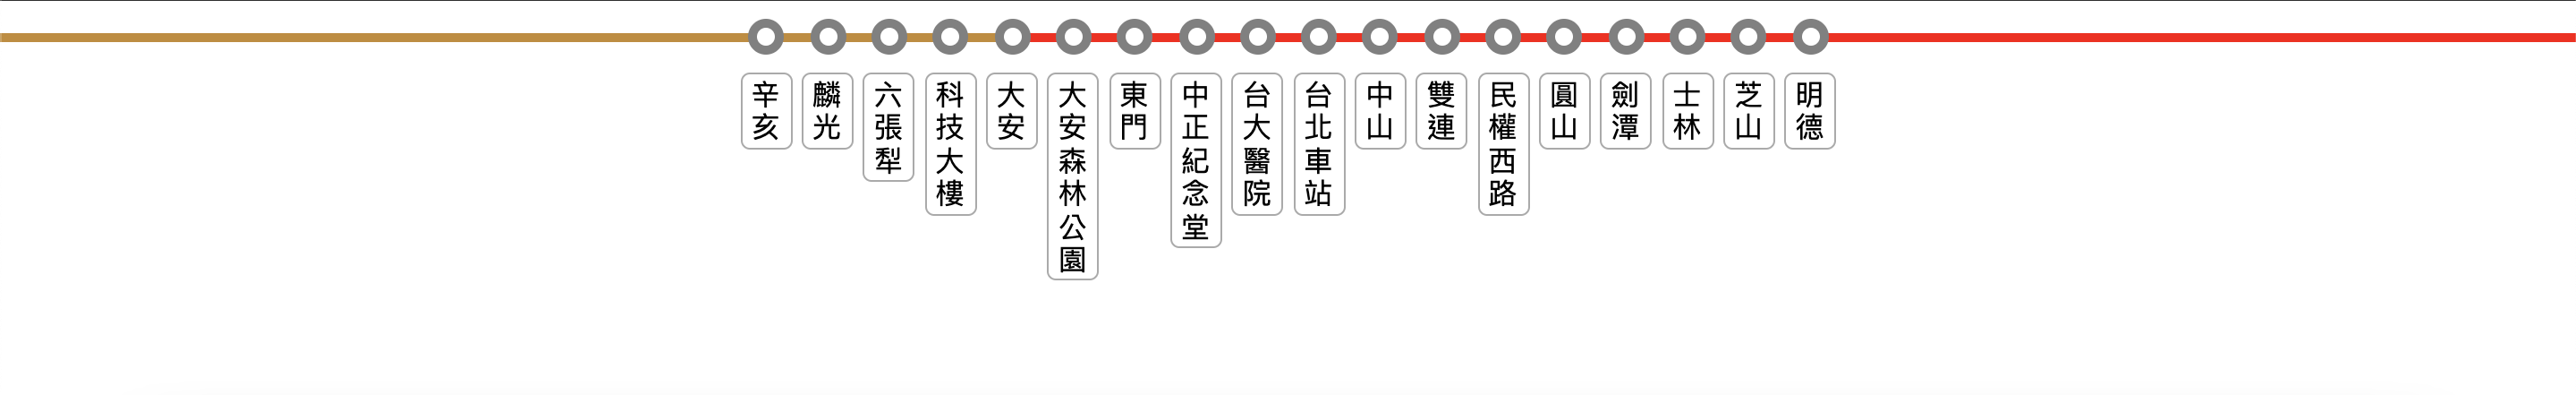 辛亥
麟光
六張犁
科技大樓
大安
大安森林公園
東門
中正紀念堂
台大醫院
台北車站
中山
雙連
民權西路
圓山
劍潭
士林
芝山
明德